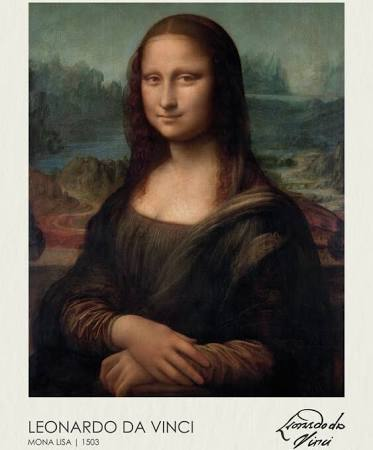 LEONARDO DA VINCI
MONA LISA | 1503
Leonardo da
Vinci